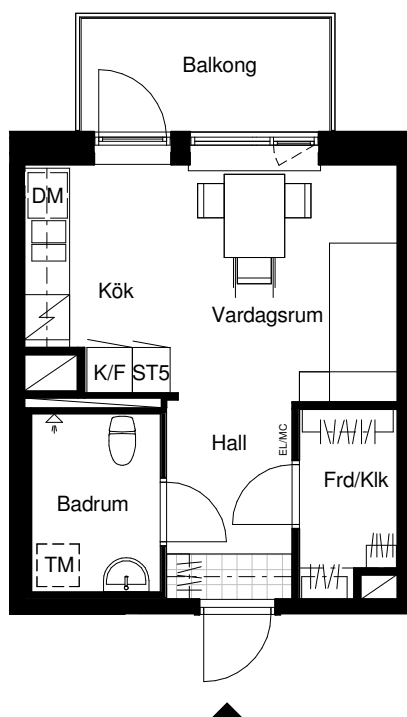 Balkong
DM
Kök
Vardagsrum
K/F
ST5
Hall
EL/MC
Frd/Klk
Badrum
TM